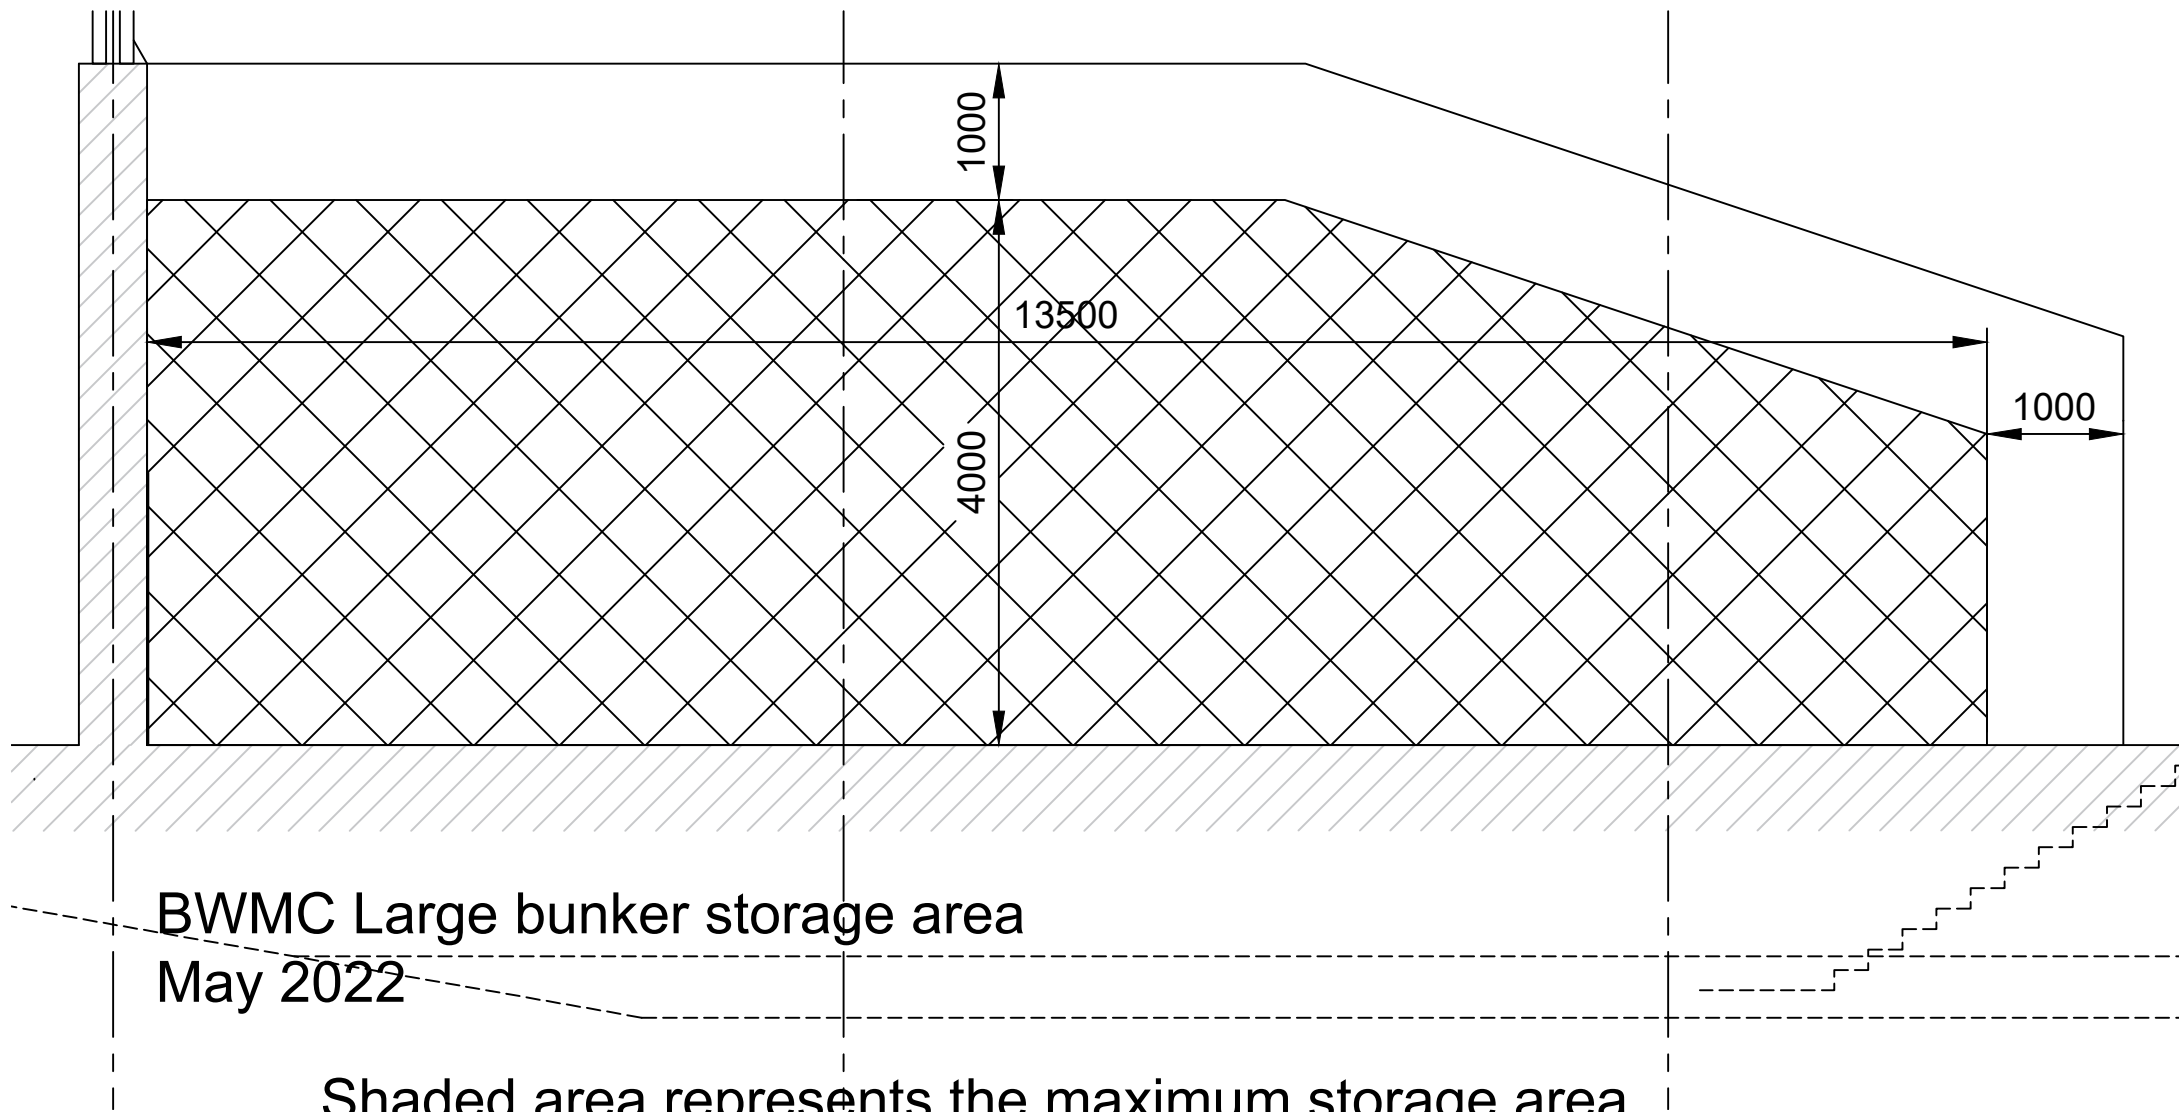 1000
13500
1000
4000
BWMC Large bunker storage area
May 2022
Shaded area represents the maximum storage area